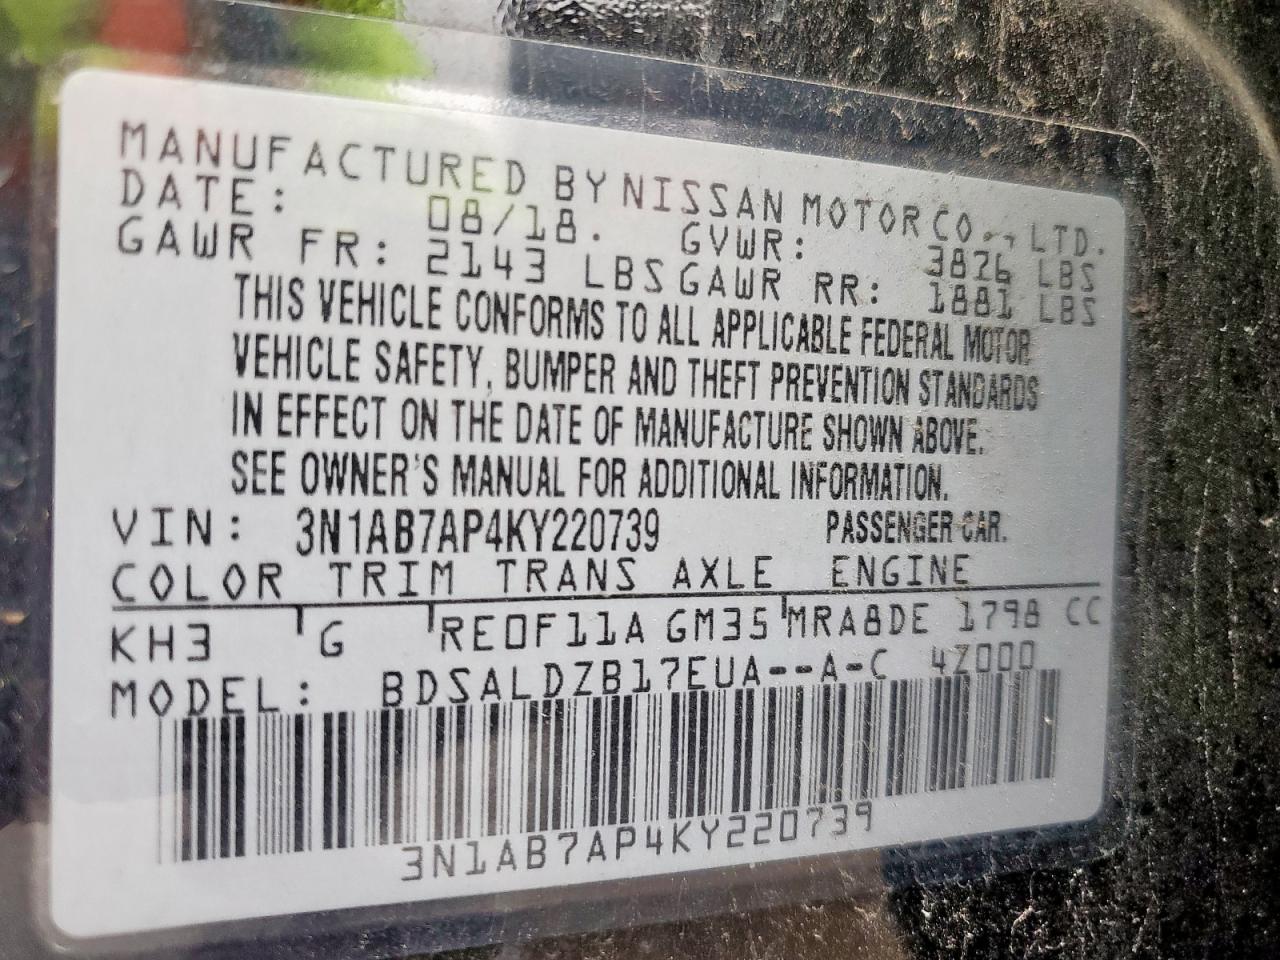 MANUFACTURED BY NISSAN MOTOR CO., LTD.
DATE: 08/18. GVWR: 3876 LBS
GAWR FR: 2143 LBS GAWR RR: 1881 LBS
THIS VEHICLE CONFORMS TO ALL APPLICABLE FEDERAL MOTOR
VEHICLE SAFETY, BUMPER AND THEFT PREVENTION STANDARDS
IN EFFECT ON THE DATE OF MANUFACTURE SHOWN ABOVE.
SEE OWNER'S MANUAL FOR ADDITIONAL INFORMATION.
VIN: 3N1AB7AP4KY220739 PASSENGER CAR.
COLOR TRIM TRANS AXLE ENGINE
KH3 G RE0F11A GM35 MRA8DE 1798 CC
MODEL: BDSALDZB17EUA--A-C 4Z000
3N1AB7AP4KY220739